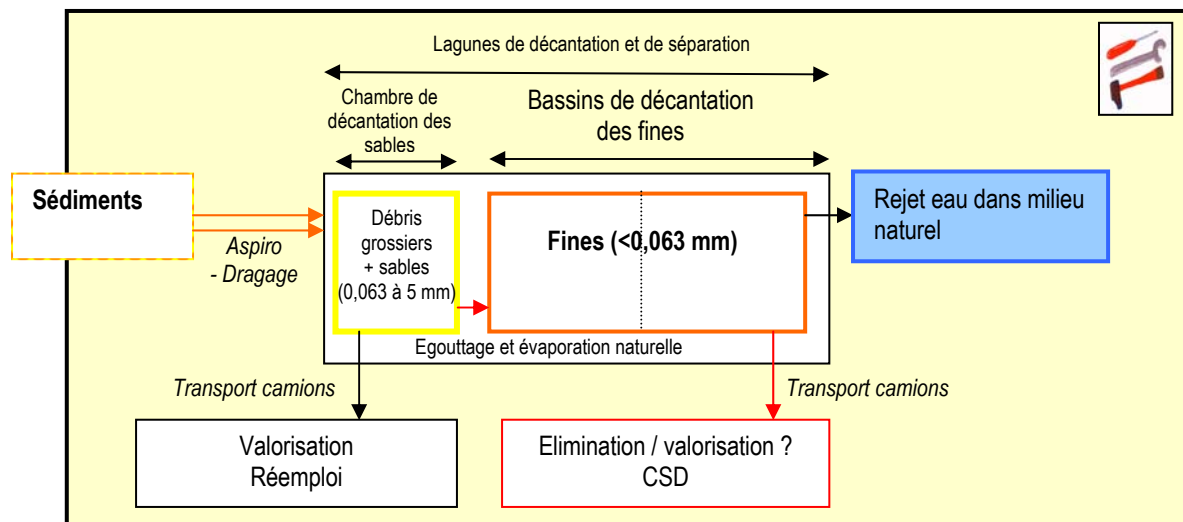 Lagunes de décantation et de séparation
Chambre de
décantation des
sables
Bassins de décantation
des fines
Sédiments
Aspiro
- Dragage
Débris
grossiers
+ sables
(0,063 à 5 mm)
Fines (<0,063 mm)
Rejet eau dans milieu
naturel
Egouttage et évaporation naturelle
Transport camions
Transport camions
Valorisation
Réemploi
Elimination / valorisation ?
CSD